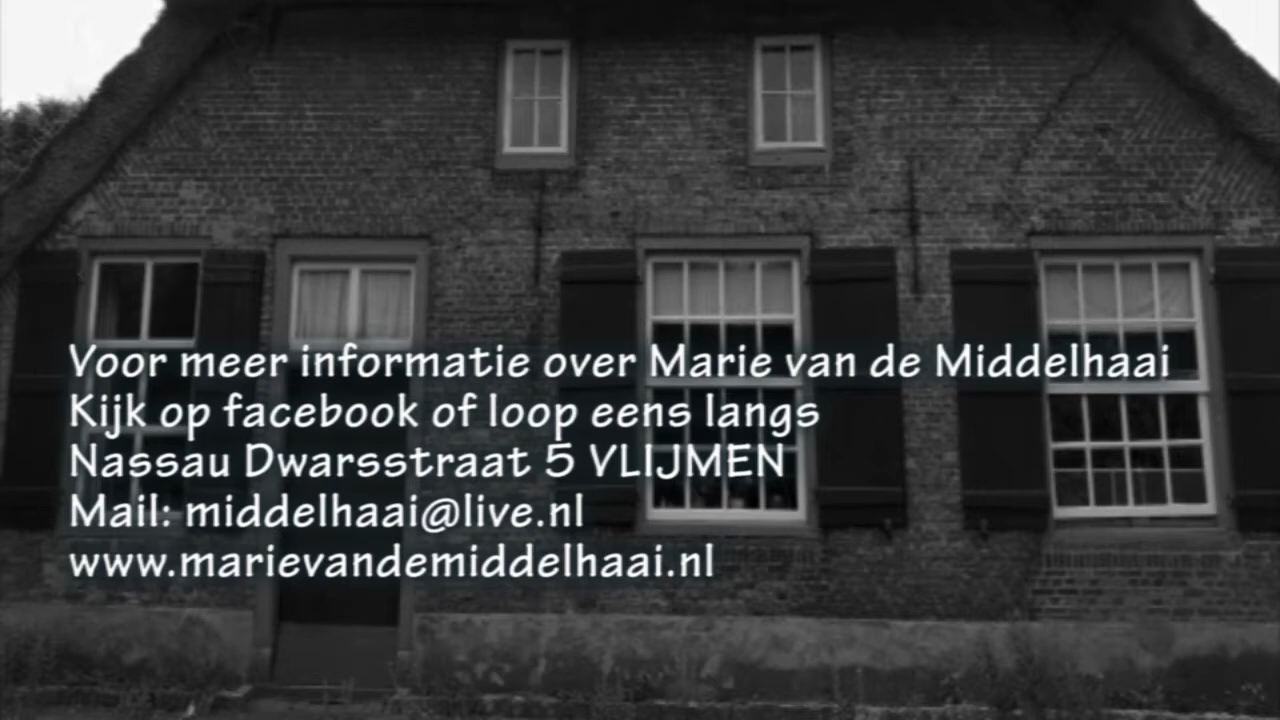 Voor meer informatie over Marie van de Middelhaai
Kijk op facebook of loop eens langs
Nassau Dwarsstraat 5 VLIJMEN
Mail: middelhaai@live.nl
www.marievandemiddelhaai.nl